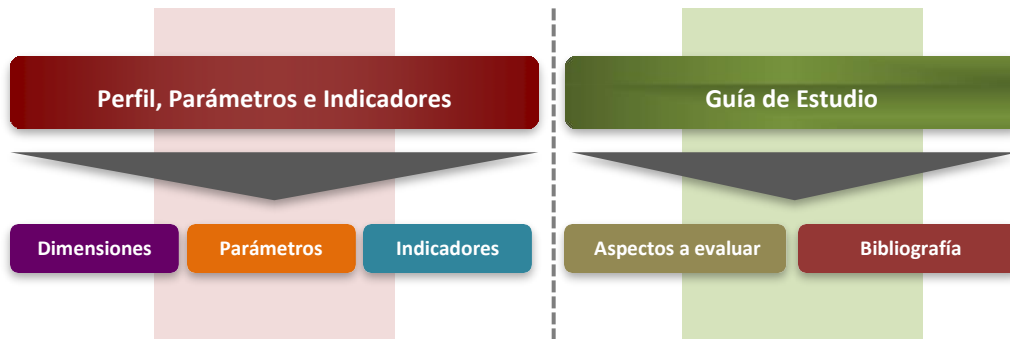 Perfil, Parámetros e Indicadores
Guía de Estudio
Dimensiones
Parámetros
Indicadores
Aspectos a evaluar
Bibliografía